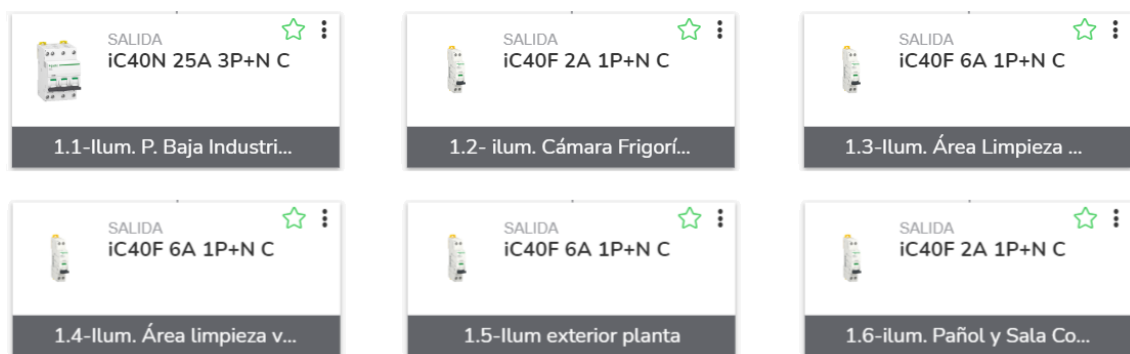 SALIDA
iC40N 25A 3P+N C
1.1-Ilum. P. Baja Industri...
SALIDA
iC40F 2A 1P+N C
1.2- ilum. Cámara Frigorí...
SALIDA
iC40F 6A 1P+N C
1.3-Ilum. Área Limpieza ...
SALIDA
iC40F 6A 1P+N C
1.4-Ilum. Área limpieza v...
SALIDA
iC40F 6A 1P+N C
1.5-Ilum exterior planta
SALIDA
iC40F 2A 1P+N C
1.6-ilum. Pañol y Sala Co...